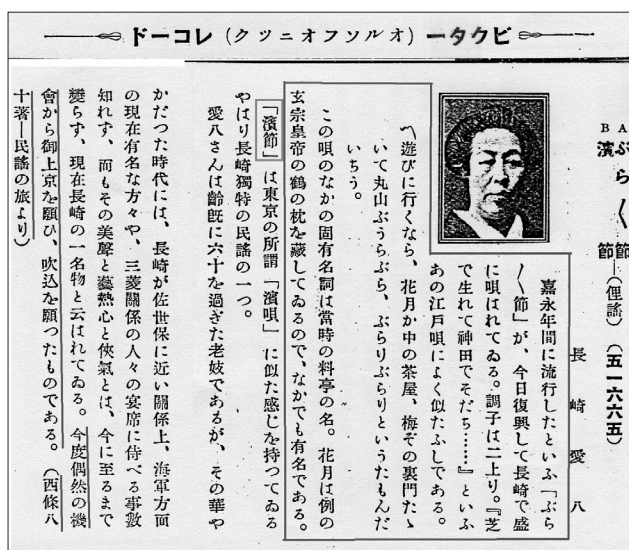 ビクター（オルソフオニツク）レコード
A ぶら〱節
B 濱節
―（俚謡）（五一六六五）
長崎愛八
嘉永年間に流行したといふ「ぶら
〱節」が、今日復興して長崎で盛
に唄はれてゐる。調子は二上り。『芝
で生れて神田でそだち……』といふ
あの江戸唄によく似たふしである。
〽遊びに行くなら、花月か中の茶屋、梅ぞの裏門たゝ
いて丸山ぶうらぶら、ぶらりぶらりというたもんだ
いちう。
この唄のなかの固有名詞は當時の料亭の名。花月は例の
玄宗皇帝の鶴の枕を藏してゐるので、なかでも有名である。
「濱節」は東京の所謂「濱唄」に似た感じを持つてゐる
やはり長崎獨特の民謡の一つ。
愛八さんは齡既に六十を過ぎた老妓であるが、その華や
かだつた時代には、長崎が佐世保に近い關係上、海軍方面
の現在有名な方々や、三菱關係の人々の宴席に侍べる事數
知れず、而もその美聲と藝熱心と俠氣とは、今に至るまで
變らず、現在長崎の一名物と云はれてゐる。今度偶然の機
會から御上京を願ひ、吹込を願つたものである。（西條八
十著―民謡の旅より）